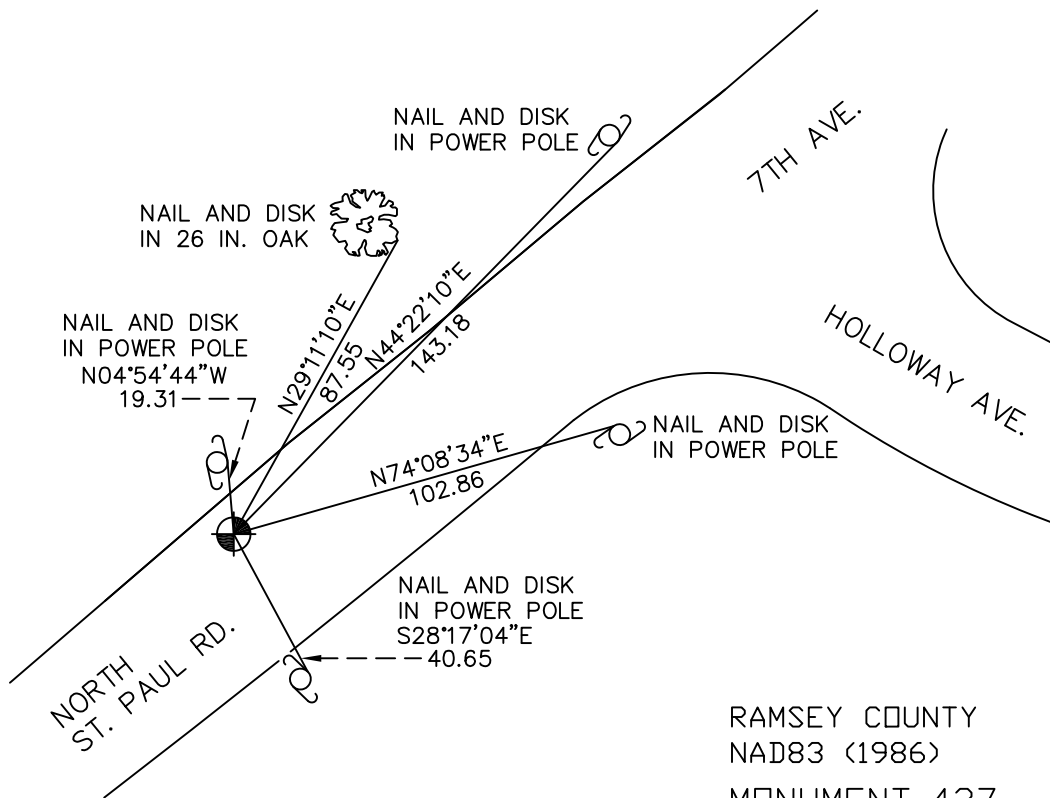 NAIL AND DISK
IN POWER POLE
7TH AVE.
NAIL AND DISK
IN 26 IN. OAK
N29°11'10"E
87.55
N44°22'10"E
143.18
NAIL AND DISK
IN POWER POLE
N04°54'44"W
19.31
HOLLOWAY AVE.
NAIL AND DISK
IN POWER POLE
N74°08'34"E
102.86
NAIL AND DISK
IN POWER POLE
S28°17'04"E
40.65
NORTH
ST. PAUL RD.
RAMSEY COUNTY
NAD83 (1986)
MONUMENT